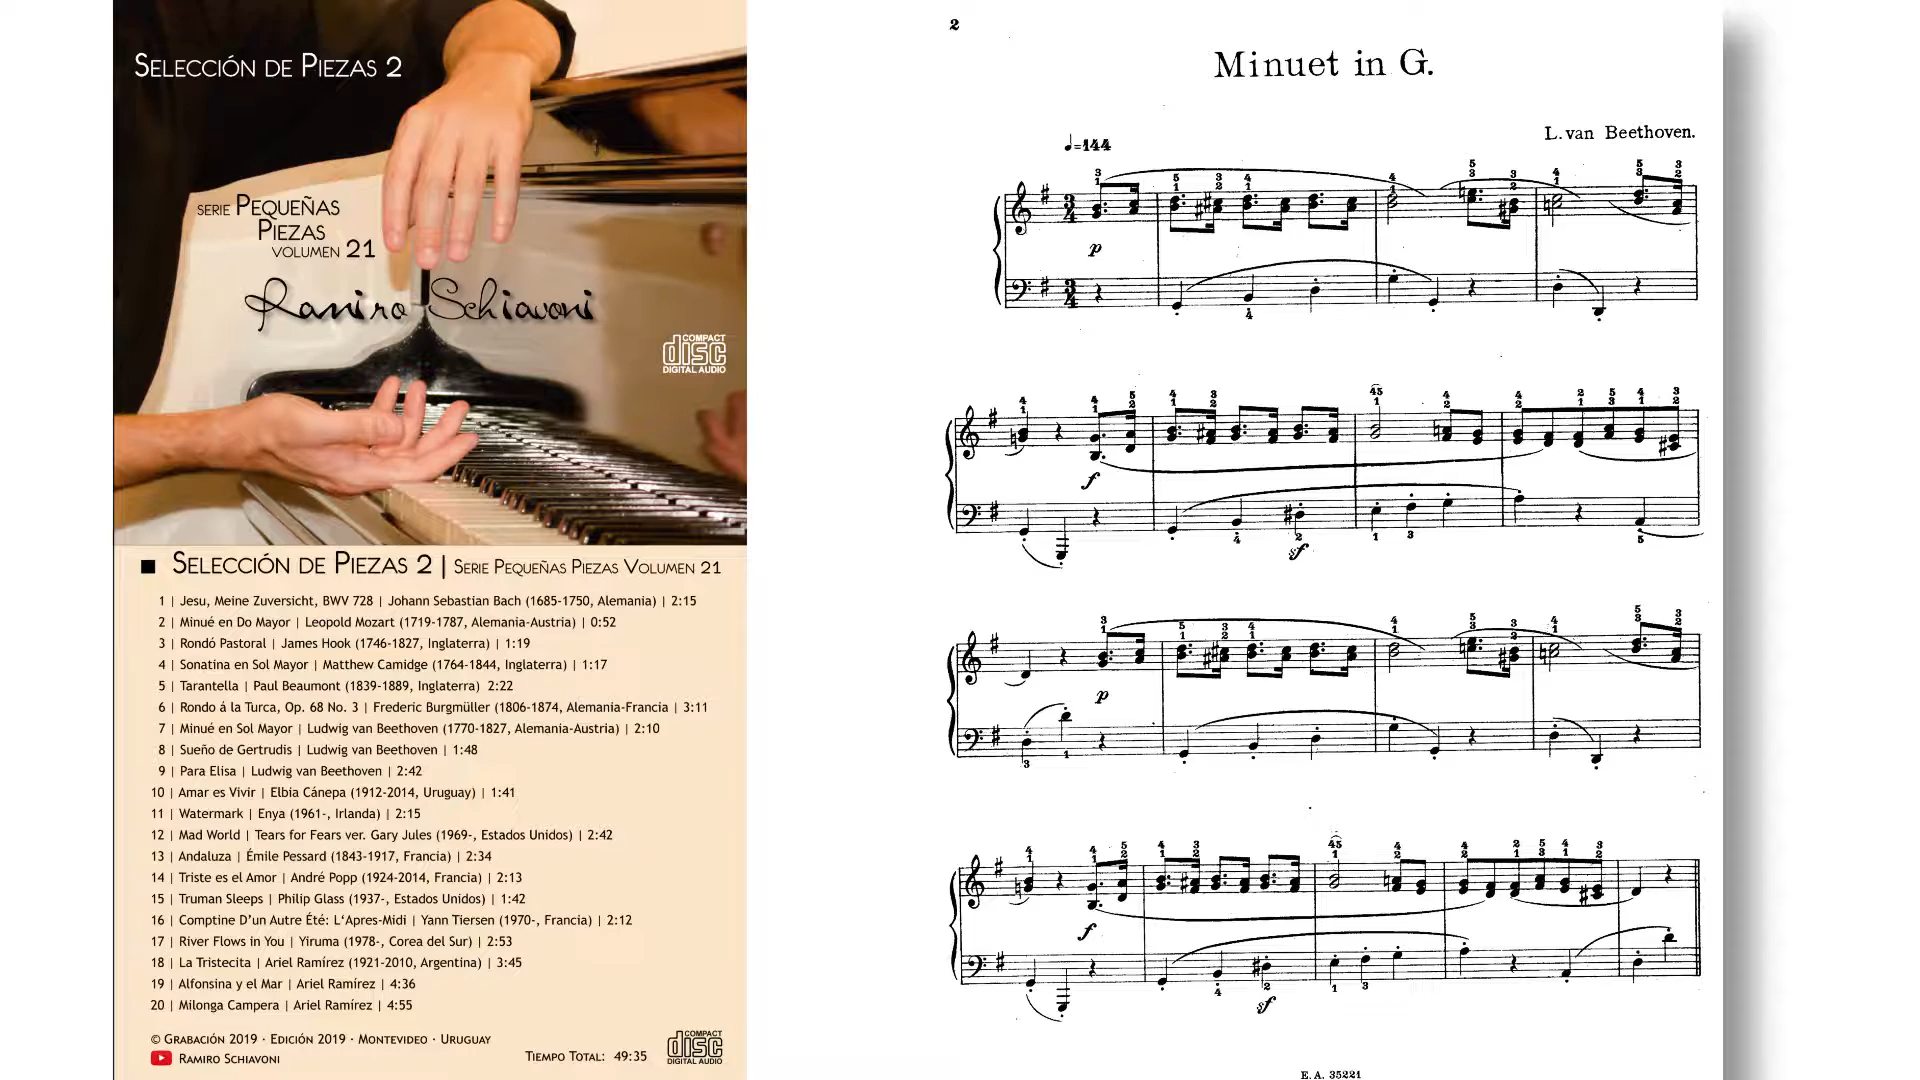 SELECCIÓN DE PIEZAS 2
SERIE PEQUEÑAS
PIEZAS
VOLUMEN 21
Ramiro Schiavoni
COMPACT
disc
DIGITAL AUDIO
SELECCIÓN DE PIEZAS 2 | SERIE PEQUEÑAS PIEZAS VOLUMEN 21
1 | Jesu, Meine Zuversicht, BWV 728 | Johann Sebastian Bach (1685-1750, Alemania) | 2:15
2 | Minué en Do Mayor | Leopold Mozart (1719-1787, Alemania-Austria) | 0:52
3 | Rondó Pastoral | James Hook (1746-1827, Inglaterra) | 1:19
4 | Sonatina en Sol Mayor | Matthew Camidge (1764-1844, Inglaterra) | 1:17
5 | Tarantella | Paul Beaumont (1839-1889, Inglaterra) 2:22
6 | Rondo á la Turca, Op. 68 No. 3 | Frederic Burgmüller (1806-1874, Alemania-Francia | 3:11
7 | Minué en Sol Mayor | Ludwig van Beethoven (1770-1827, Alemania-Austria) | 2:10
8 | Sueño de Gertrudis | Ludwig van Beethoven | 1:48
9 | Para Elisa | Ludwig van Beethoven | 2:42
10 | Amar es Vivir | Elbia Cánepa (1912-2014, Uruguay) | 1:41
11 | Watermark | Enya (1961-, Irlanda) | 2:15
12 | Mad World | Tears for Fears ver. Gary Jules (1969-, Estados Unidos) | 2:42
13 | Andaluza | Émile Pessard (1843-1917, Francia) | 2:34
14 | Triste es el Amor | André Popp (1924-2014, Francia) | 2:13
15 | Truman Sleeps | Philip Glass (1937-, Estados Unidos) | 1:42
16 | Comptine D'un Autre Été: L'Apres-Midi | Yann Tiersen (1970-, Francia) | 2:12
17 | River Flows in You | Yiruma (1978-, Corea del Sur) | 2:53
18 | La Tristecita | Ariel Ramírez (1921-2010, Argentina) | 3:45
19 | Alfonsina y el Mar | Ariel Ramírez | 4:36
20 | Milonga Campera | Ariel Ramírez | 4:55
© GRABACIÓN 2019 · EDICIÓN 2019 · MONTEVIDEO · URUGUAY
RAMIRO SCHIAVONI
TIEMPO TOTAL: 49:35
COMPACT
disc
DIGITAL AUDIO
2
Minuet in G.
L. van Beethoven.
♩=144
p
f
sf
p
f
sf
E. A. 35221